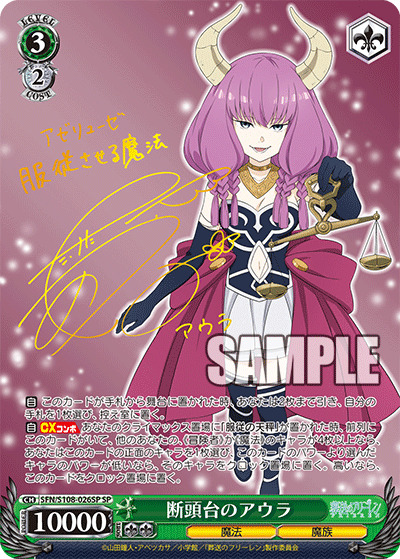 LEVEL
3
2
COST
アゼリューゼ
服従させる魔法
アウラ
SAMPLE
自 このカードが手札から舞台に置かれた時、あなたは2枚まで引き、自分の
手札を1枚選び、控え室に置く。
自 CXコンボ あなたのクライマックス置場に「服従の天秤」が置かれた時、前列に
このカードがいて、他のあなたの、《冒険者》か《魔法》のキャラが4枚以上なら、
あなたはこのカードの正面のキャラを1枚選び、このカードのパワーより選んだ
キャラのパワーが低いなら、そのキャラをクロック置場に置く。高いなら、
このカードをクロック置場に置く。
CH SFN/S108-026SP SP
断頭台のアウラ
10000
魔法
魔族
©山田鐘人・アベツカサ/小学館/「葬送のフリーレン」製作委員会